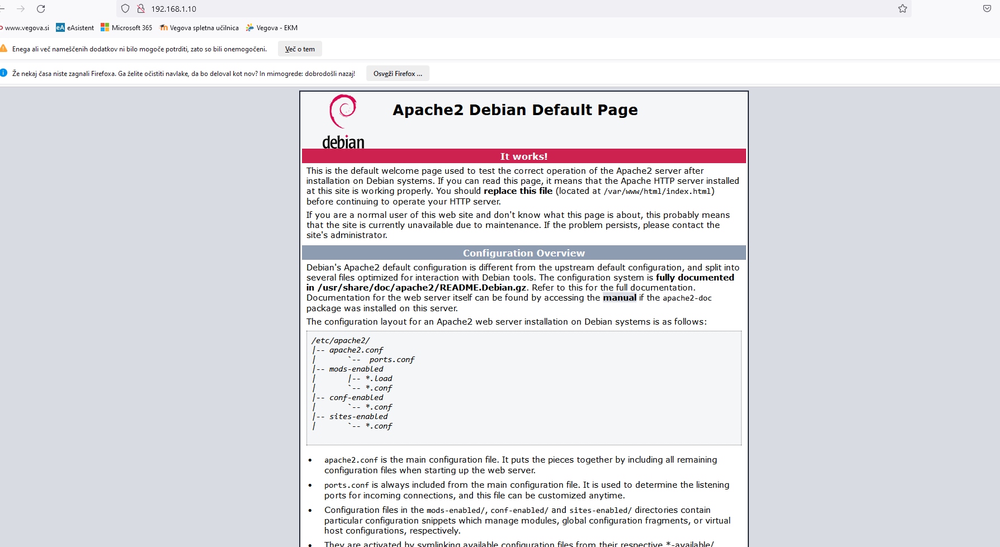 192.168.1.10
www.vegova.si eA eAsistent Microsoft 365 Vegova spletna učilnica Vegova - EKM
Enega ali več nameščenih dodatkov ni bilo mogoče potrditi, zato so bili onemogočeni. Več o tem
Že nekaj časa niste zagnali Firefoxa. Ga želite očistiti navlake, da bo deloval kot nov? In mimogrede: dobrodošli nazaj! Osveži Firefox ...
Apache2 Debian Default Page
debian
It works!
This is the default welcome page used to test the correct operation of the Apache2 server after
installation on Debian systems. If you can read this page, it means that the Apache HTTP server installed
at this site is working properly. You should replace this file (located at /var/www/html/index.html)
before continuing to operate your HTTP server.
If you are a normal user of this web site and don't know what this page is about, this probably means
that the site is currently unavailable due to maintenance. If the problem persists, please contact the
site's administrator.
Configuration Overview
Debian's Apache2 default configuration is different from the upstream default configuration, and split into
several files optimized for interaction with Debian tools. The configuration system is fully documented
in /usr/share/doc/apache2/README.Debian.gz. Refer to this for the full documentation.
Documentation for the web server itself can be found by accessing the manual if the apache2-doc
package was installed on this server.
The configuration layout for an Apache2 web server installation on Debian systems is as follows:
/etc/apache2/
|-- apache2.conf
|       `--  ports.conf
|-- mods-enabled
|       |-- *.load
|       `-- *.conf
|-- conf-enabled
|       `-- *.conf
|-- sites-enabled
|       `-- *.conf
• apache2.conf is the main configuration file. It puts the pieces together by including all remaining
configuration files when starting up the web server.
• ports.conf is always included from the main configuration file. It is used to determine the listening
ports for incoming connections, and this file can be customized anytime.
• Configuration files in the mods-enabled/, conf-enabled/ and sites-enabled/ directories contain
particular configuration snippets which manage modules, global configuration fragments, or virtual
host configurations, respectively.
• They are activated by symlinking available configuration files from their respective *-available/